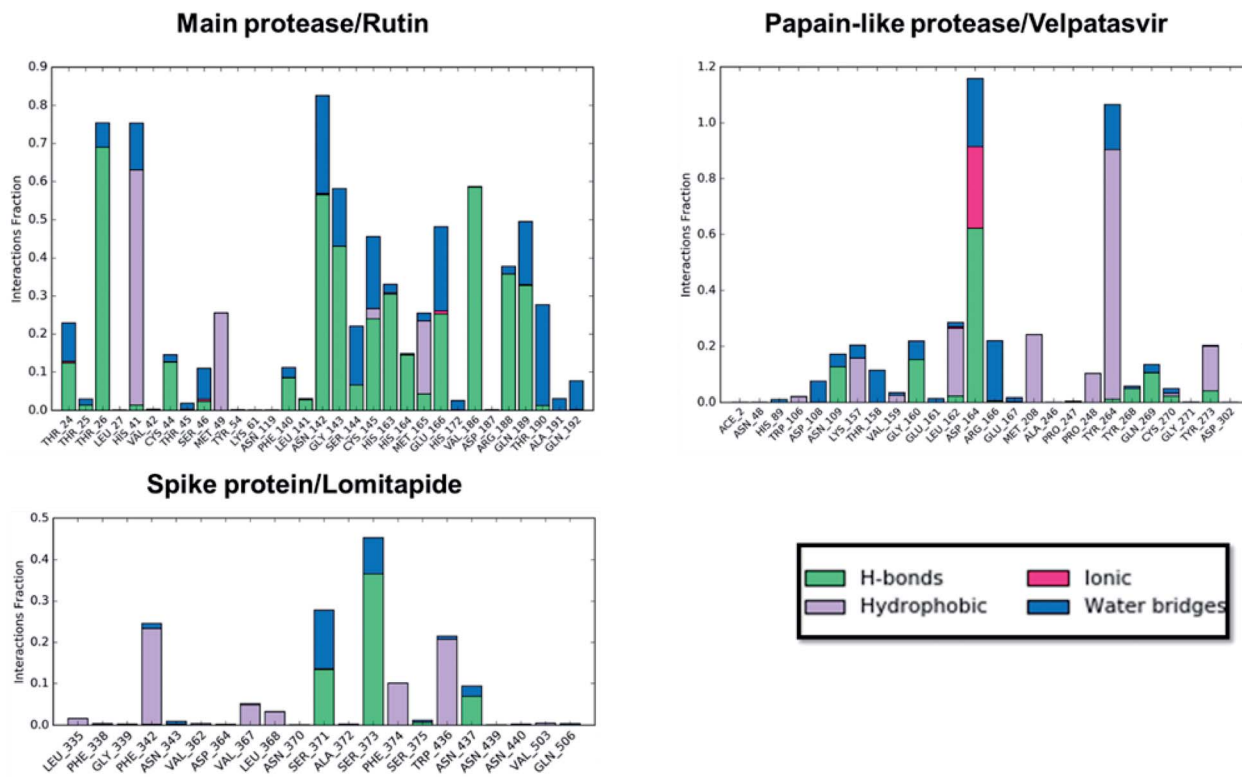 Main protease/Rutin
Interactions Fraction
0.9
0.8
0.7
0.6
0.5
0.4
0.3
0.2
0.1
0.0
THR_24
THR_25
THR_26
LEU_27
HIS_41
VAL_42
CYS_44
THR_45
SER_46
MET_49
TYR_54
LYS_61
ASN_119
PHE_140
LEU_141
ASN_142
GLY_143
SER_144
CYS_145
HIS_163
HIS_164
MET_165
GLU_166
HIS_172
VAL_186
ASP_187
ARG_188
GLN_189
THR_190
ALA_191
GLN_192
Papain-like protease/Velpatasvir
Interactions Fraction
1.2
1.0
0.8
0.6
0.4
0.2
0.0
ACE_2
ASN_48
HIS_89
TRP_106
ASP_108
ASN_109
LYS_157
THR_158
VAL_159
GLY_160
GLU_161
LEU_162
ASP_164
ARG_166
GLU_167
MET_208
ALA_246
PRO_247
PRO_248
TYR_264
TYR_268
GLN_269
CYS_270
GLY_271
TYR_273
ASP_302
Spike protein/Lomitapide
Interactions Fraction
0.5
0.4
0.3
0.2
0.1
0.0
LEU_335
PHE_338
GLY_339
PHE_342
ASN_343
VAL_362
ASP_364
VAL_367
LEU_368
ASN_370
SER_371
ALA_372
SER_373
PHE_374
SER_375
TRP_436
ASN_437
ASN_439
ASN_440
VAL_503
GLN_506
H-bonds
Hydrophobic
Ionic
Water bridges